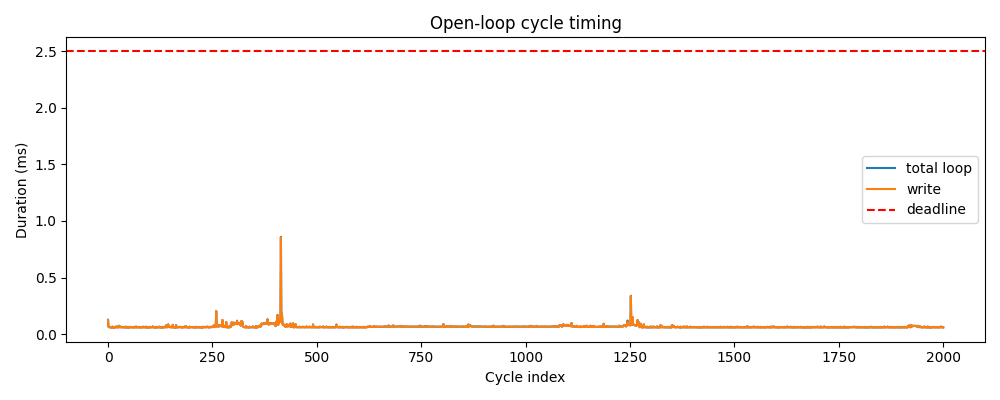 Open-loop cycle timing
Duration (ms)
2.5
2.0
1.5
1.0
0.5
0.0
total loop
write
deadline
0
250
500
750
1000
1250
1500
1750
2000
Cycle index